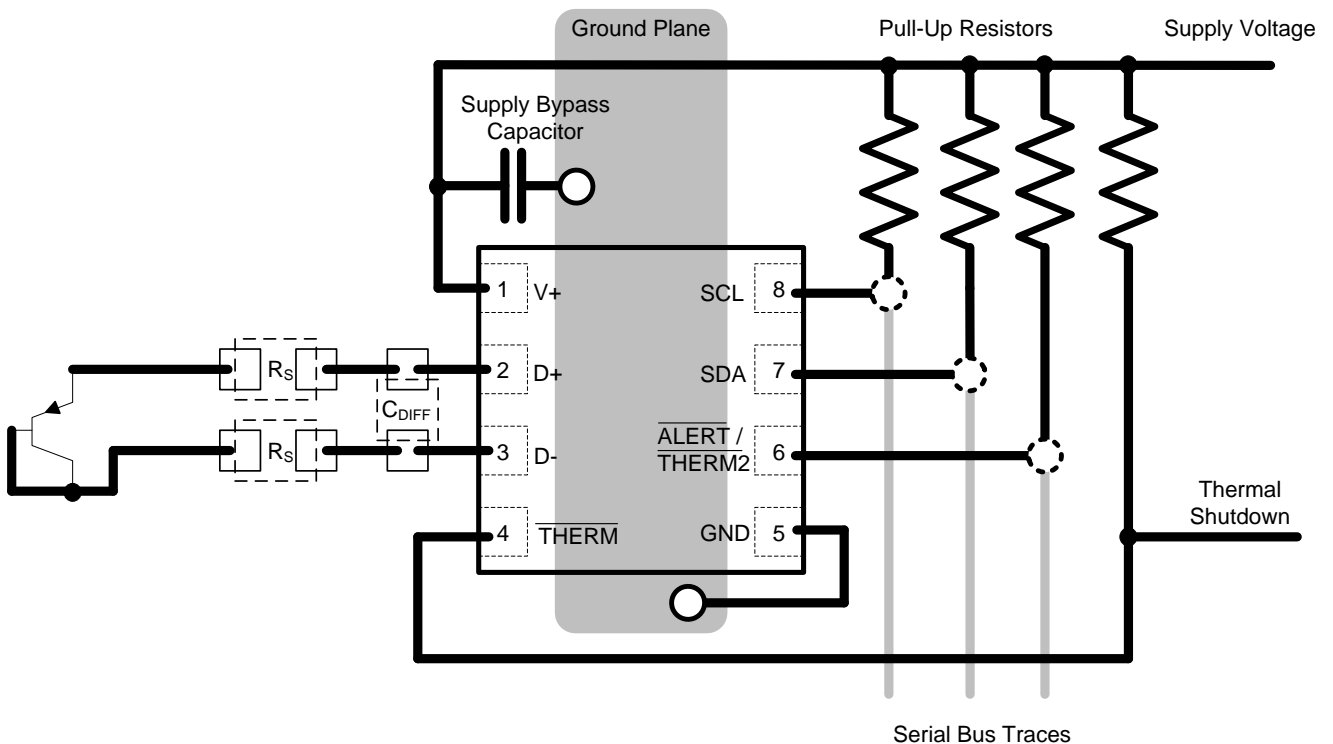 Ground Plane
Pull-Up Resistors
Supply Voltage
Supply Bypass
Capacitor
1
V+
SCL
8
RS
2
D+
SDA
7
CDIFF
RS
3
D-
ALERT /
THERM2
6
4
THERM
GND
5
Thermal
Shutdown
Serial Bus Traces